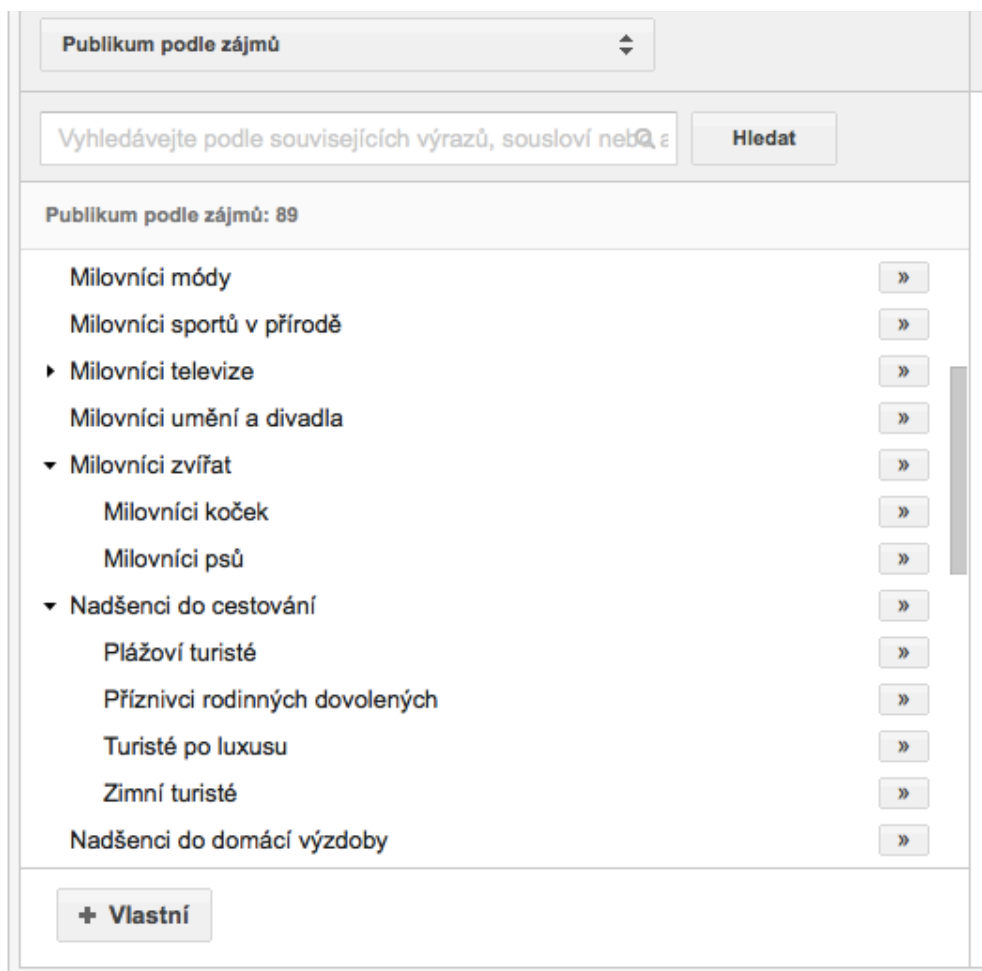 Publikum podle zájmů
Vyhledávejte podle souvisejících výrazů, sousloví nebo a
Hledat
Publikum podle zájmů: 89
Milovníci módy »
Milovníci sportů v přírodě »
Milovníci televize »
Milovníci umění a divadla »
Milovníci zvířat »
Milovníci koček »
Milovníci psů »
Nadšenci do cestování »
Plážoví turisté »
Příznivci rodinných dovolených »
Turisté po luxusu »
Zimní turisté »
Nadšenci do domácí výzdoby »
+ Vlastní